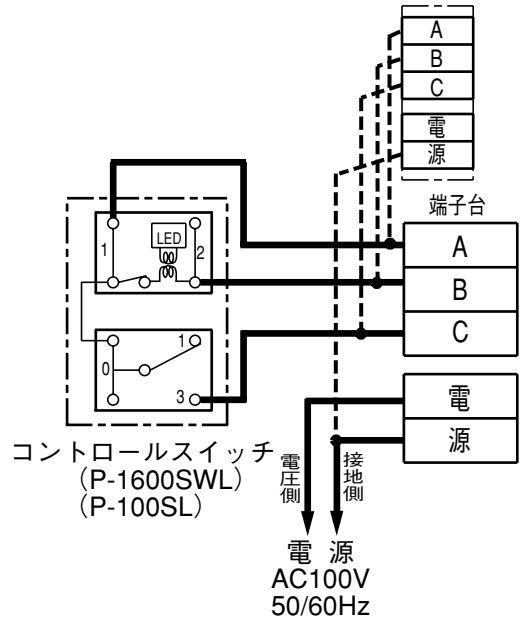 A
B
C
電
源
端子台
A
B
C
電
源
LED
1
2
1
0
3
コントロールスイッチ
(P-1600SWL)
(P-100SL)
電圧側
接地側
電 源
AC100V
50/60Hz